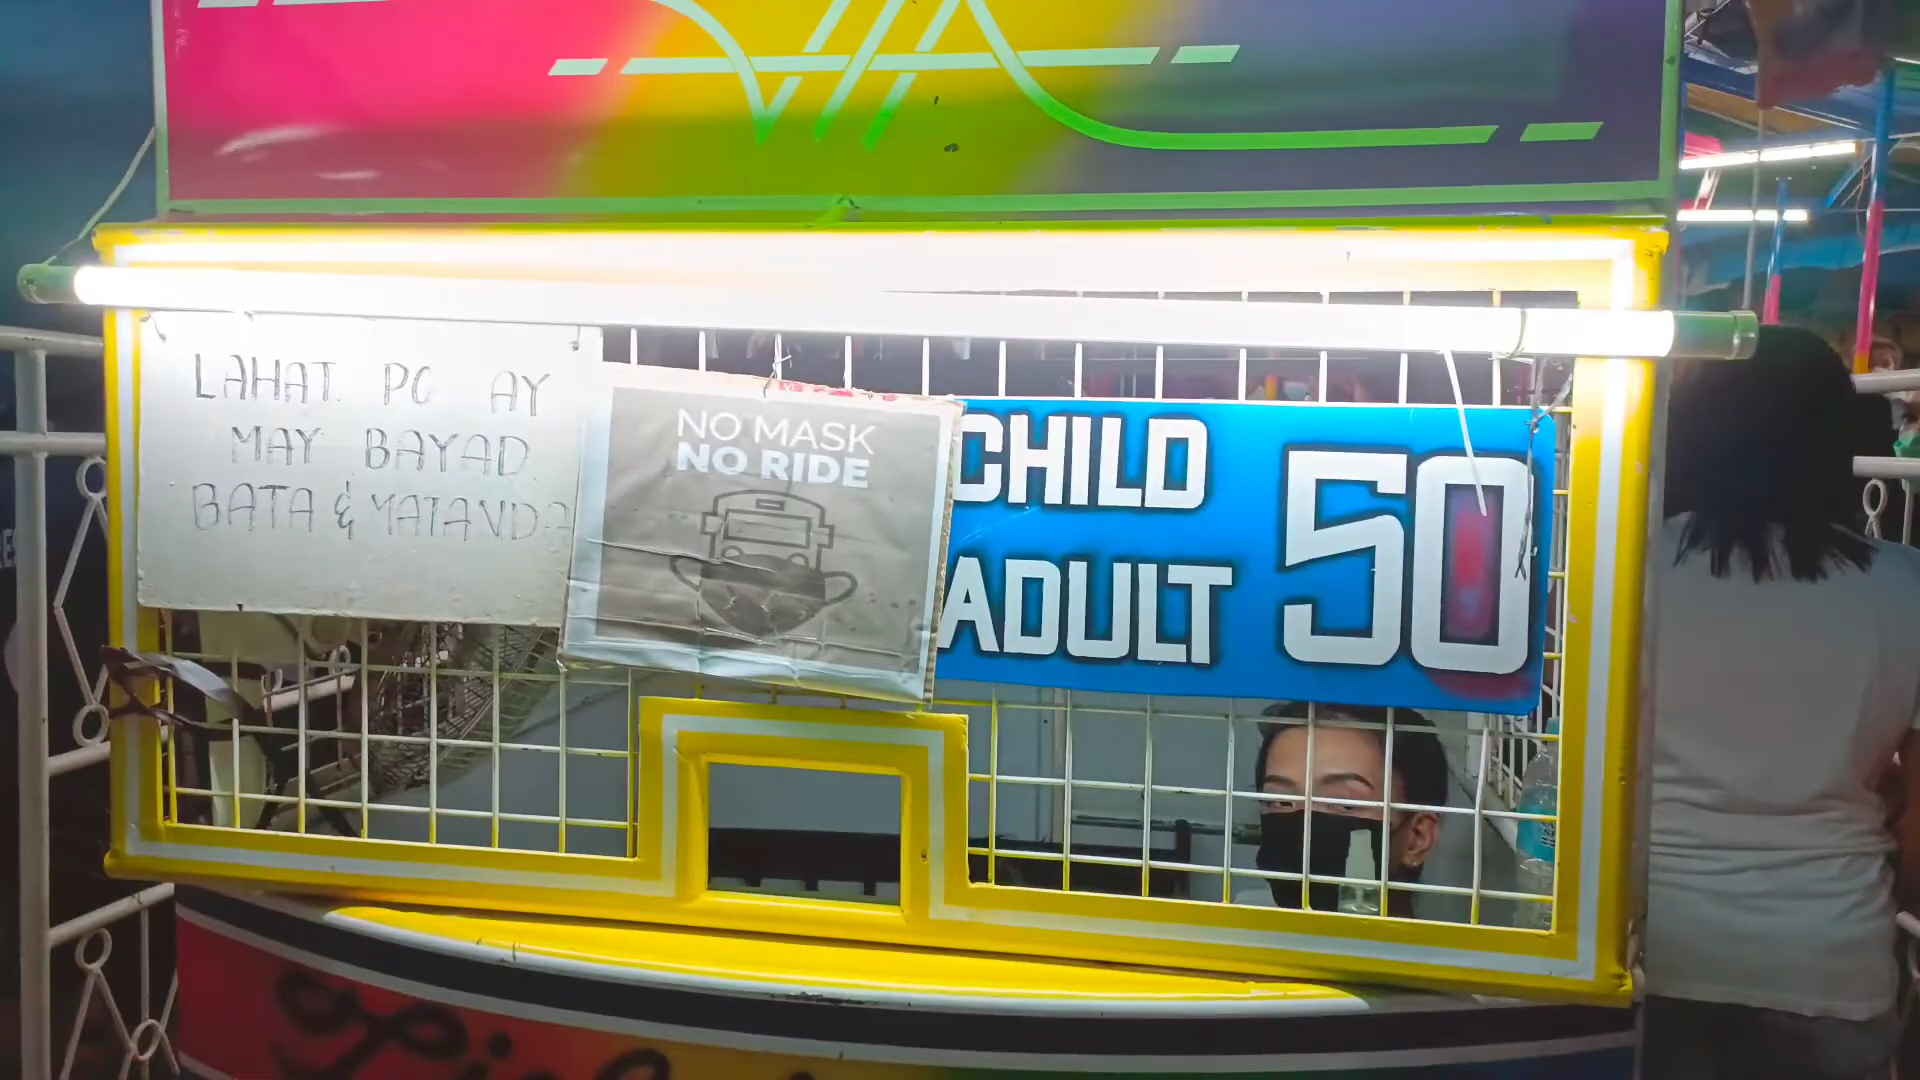 LAHAT PO AY
MAY BAYAD
BATA & MATANDA
NO MASK
NO RIDE
CHILD
ADULT
50